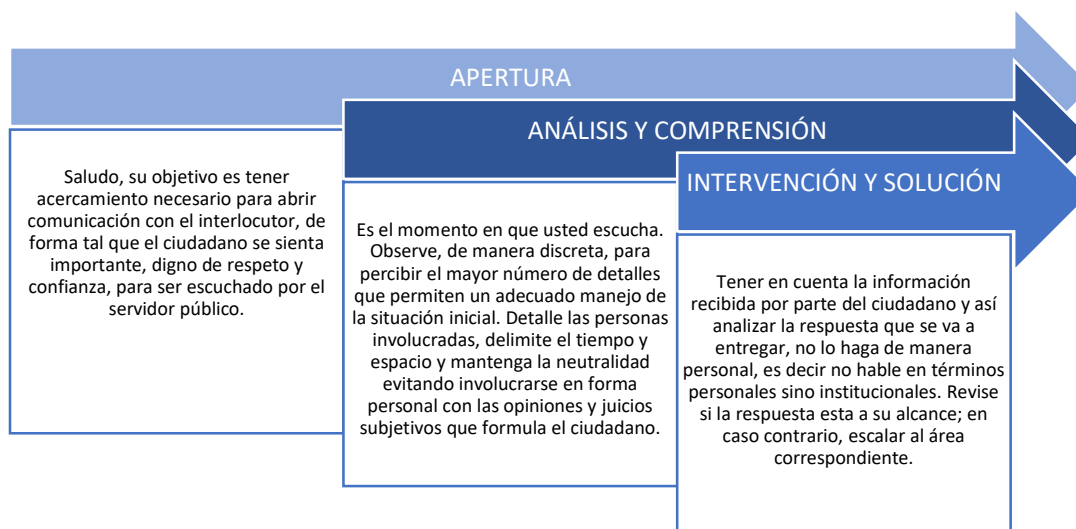 APERTURA
Saludo, su objetivo es tener
acercamiento necesario para abrir
comunicación con el interlocutor, de
forma tal que el ciudadano se sienta
importante, digno de respeto y
confianza, para ser escuchado por el
servidor público.
ANÁLISIS Y COMPRENSIÓN
Es el momento en que usted escucha.
Observe, de manera discreta, para
percibir el mayor número de detalles
que permiten un adecuado manejo de
la situación inicial. Detalle las personas
involucradas, delimite el tiempo y
espacio y mantenga la neutralidad
evitando involucrarse en forma
personal con las opiniones y juicios
subjetivos que formula el ciudadano.
INTERVENCIÓN Y SOLUCIÓN
Tener en cuenta la información
recibida por parte del ciudadano y así
analizar la respuesta que se va a
entregar, no lo haga de manera
personal, es decir no hable en términos
personales sino institucionales. Revise
si la respuesta esta a su alcance; en
caso contrario, escalar al área
correspondiente.